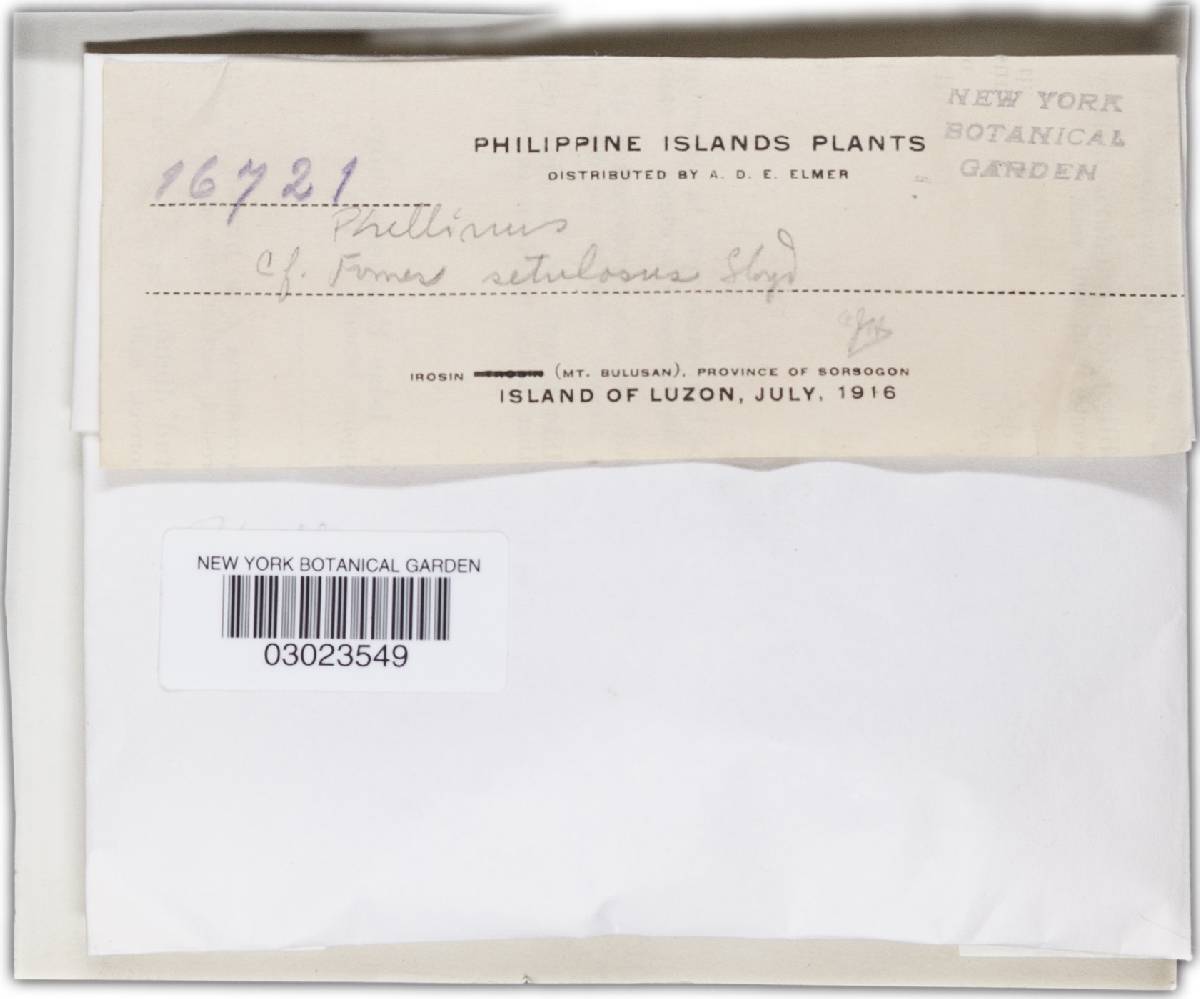 NEW YORK
BOTANICAL
GARDEN
PHILIPPINE ISLANDS PLANTS
DISTRIBUTED BY A. D. E. ELMER
16721
Phellinus
Cf. Fomes setulosus Lloyd
IROSIN (MT. BULUSAN), PROVINCE OF SORSOGON
ISLAND OF LUZON, JULY, 1916
NEW YORK BOTANICAL GARDEN
03023549